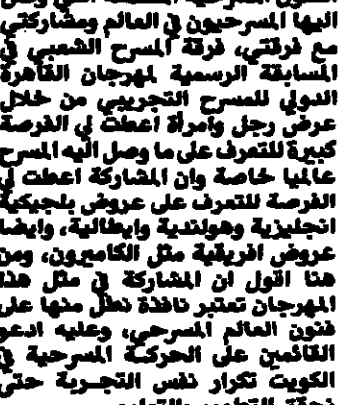 اليها المسرحيون في العالم ومشاركتي
مع فرقتي، فرقة المسرح الشعبي في
المسابقة الرسمية لمهرجان القاهرة
الدولي للمسرح التجريبي من خلال
عرض رجل وامرأة اعطت لي الفرصة
كبيرة للتعرف على ما وصل اليه المسرح
عالميا خاصة وان المشاركة اعطت لي
الفرصة للتعرف على عروض بلجيكية
انجليزية وهولندية وايطالية، وايضا
عروض افريقية مثل الكاميرون، ومن
هنا اقول ان المشاركة في مثل هذا
المهرجان تعتبر نافذة نطل منها على
فنون العالم المسرحي، وعليه ادعو
القائمين على الحركة المسرحية في
الكويت تكرار نفس التجربة حتى